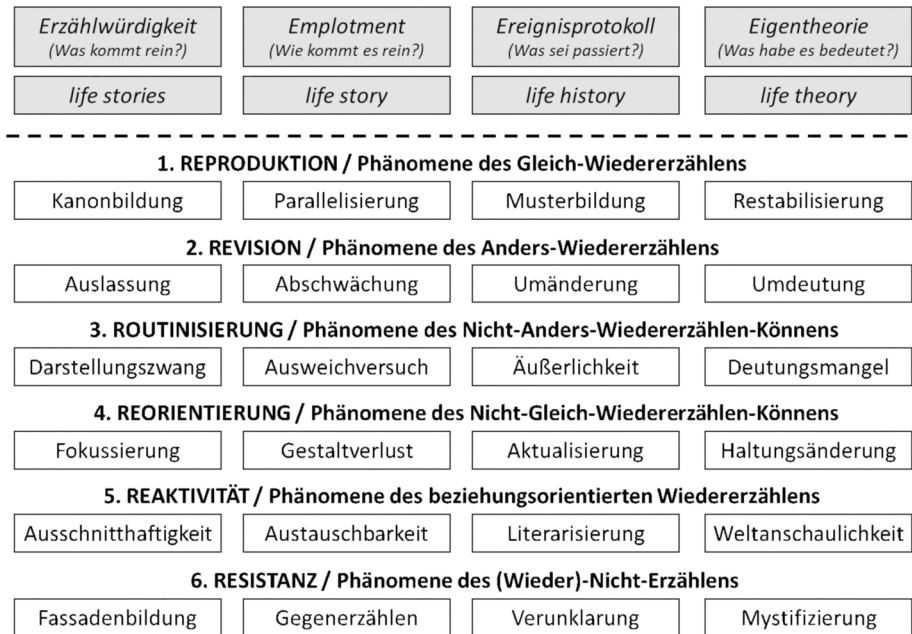 Erzählwürdigkeit Emplotment Ereignisprotokoll Eigentheorie
(Was kommt rein?) (Wie kommt es rein?) (Was sei passiert?) (Was habe es bedeutet?)
life stories life story life history life theory
1. REPRODUKTION / Phänomene des Gleich-Wiedererzählens
Kanonbildung Parallelisierung Musterbildung Restabilisierung
2. REVISION / Phänomene des Anders-Wiedererzählens
Auslassung Abschwächung Umänderung Umdeutung
3. ROUTINISIERUNG / Phänomene des Nicht-Anders-Wiedererzählen-Könnens
Darstellungszwang Ausweichversuch Äußerlichkeit Deutungsmangel
4. REORIENTIERUNG / Phänomene des Nicht-Gleich-Wiedererzählen-Könnens
Fokussierung Gestaltverlust Aktualisierung Haltungsänderung
5. REAKTIVITÄT / Phänomene des beziehungsorientierten Wiedererzählens
Ausschnitthaftigkeit Austauschbarkeit Literarisierung Weltanschaulichkeit
6. RESISTANZ / Phänomene des (Wieder)-Nicht-Erzählens
Fassadenbildung Gegenerzählen Verunklarung Mystifizierung